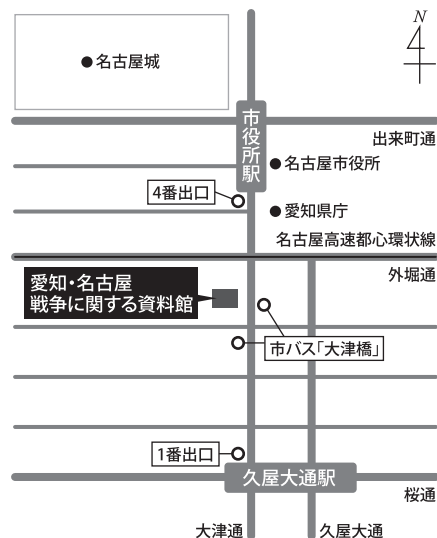 N
名古屋城
市役所駅
出来町通
名古屋市役所
4番出口
愛知県庁
名古屋高速都心環状線
外堀通
愛知・名古屋
戦争に関する資料館
市バス「大津橋」
1番出口
久屋大通駅
桜通
大津通
久屋大通